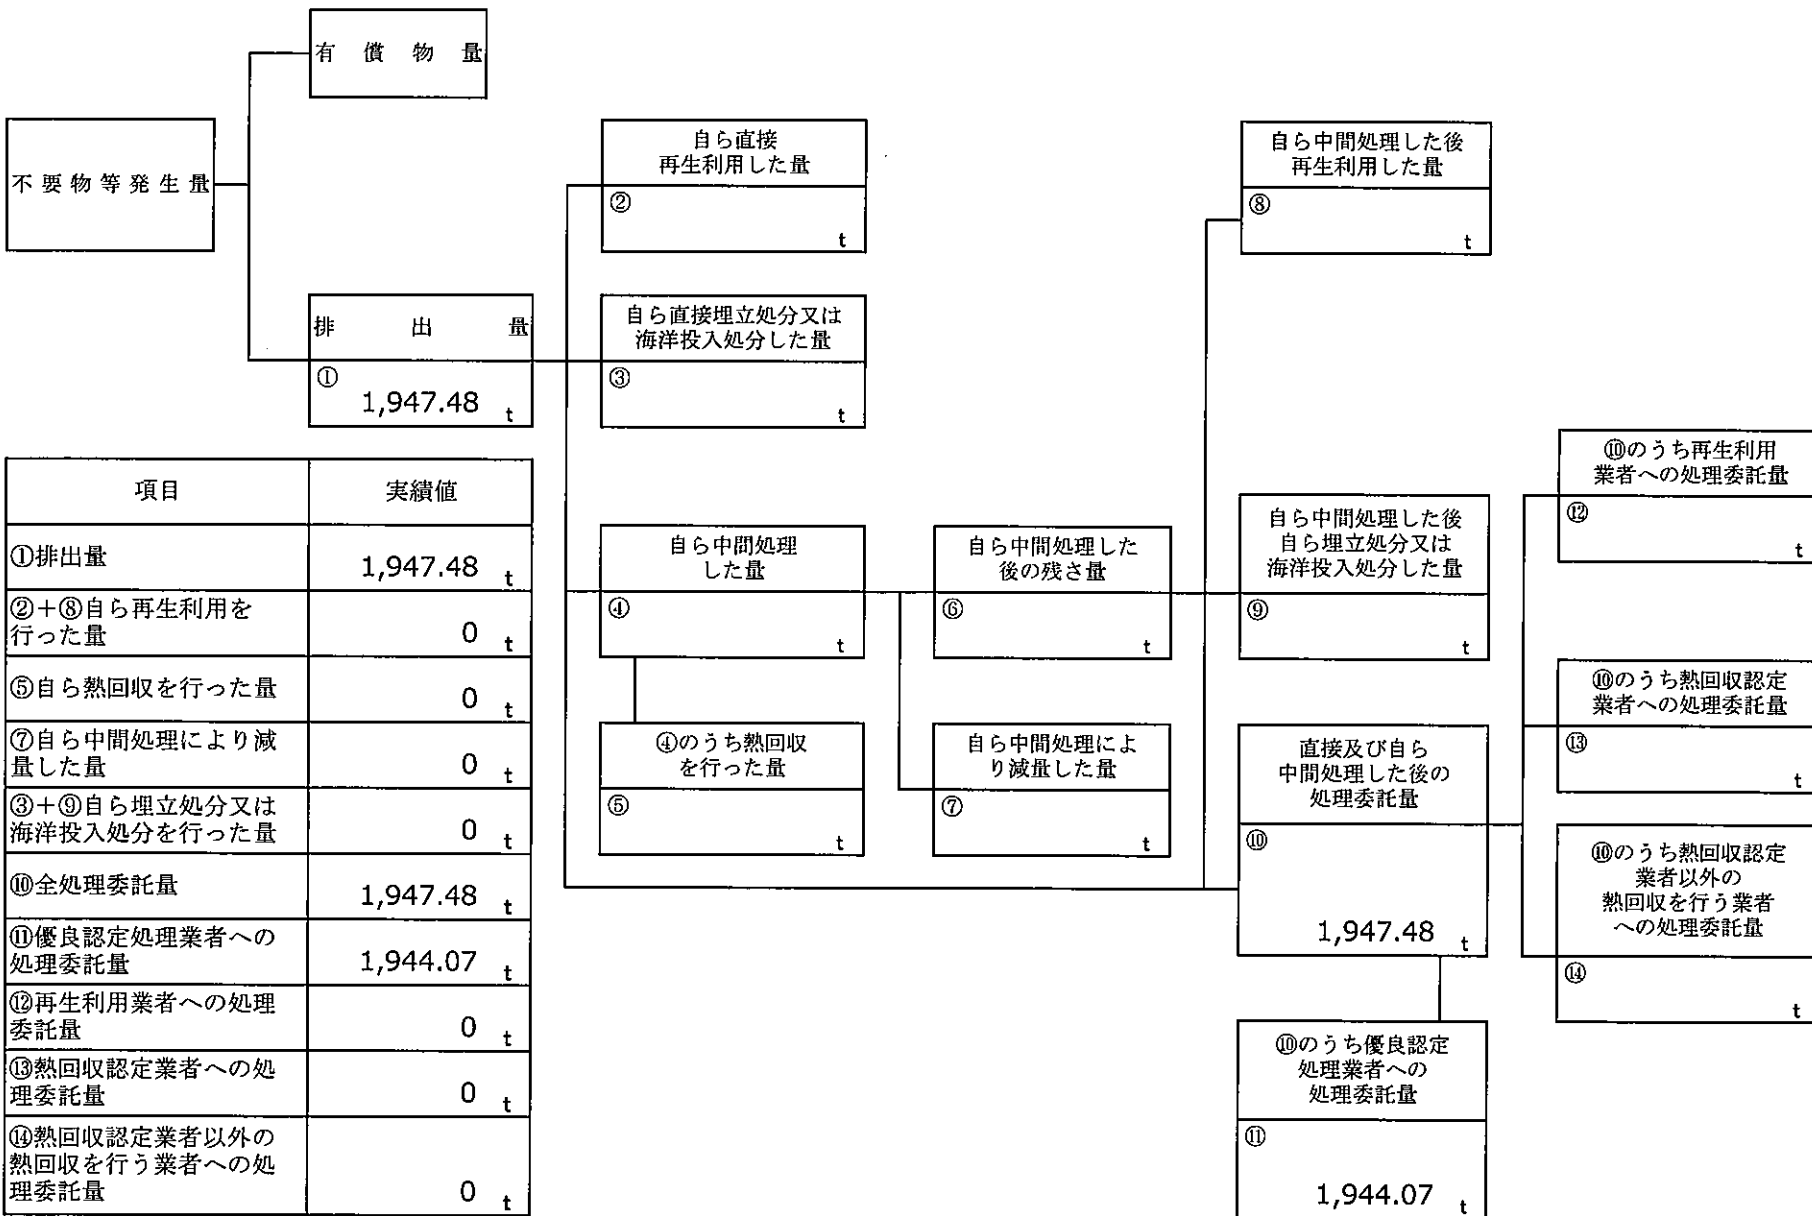 有償物量
不要物等発生量
排出量
①
1,947.48 t
自ら直接
再生利用した量
②
t
自ら直接埋立処分又は
海洋投入処分した量
③
t
自ら中間処理
した量
④
t
④のうち熱回収
を行った量
⑤
t
自ら中間処理した
後の残さ量
⑥
t
自ら中間処理によ
り減量した量
⑦
t
自ら中間処理した後
再生利用した量
⑧
t
自ら中間処理した後
自ら埋立処分又は
海洋投入処分した量
⑨
t
直接及び自ら
中間処理した後の
処理委託量
⑩
1,947.48 t
⑩のうち優良認定
処理業者への
処理委託量
⑪
1,944.07 t
⑩のうち再生利用
業者への処理委託量
⑫
t
⑩のうち熱回収認定
業者への処理委託量
⑬
t
⑩のうち熱回収認定
業者以外の
熱回収を行う業者
への処理委託量
⑭
t
項目 実績値
①排出量 1,947.48 t
②＋⑧自ら再生利用を
行った量 0 t
⑤自ら熱回収を行った量 0 t
⑦自ら中間処理により減
量した量 0 t
③＋⑨自ら埋立処分又は
海洋投入処分を行った量 0 t
⑩全処理委託量 1,947.48 t
⑪優良認定処理業者への
処理委託量 1,944.07 t
⑫再生利用業者への処理
委託量 0 t
⑬熱回収認定業者への処
理委託量 0 t
⑭熱回収認定業者以外の
熱回収を行う業者への処
理委託量 0 t